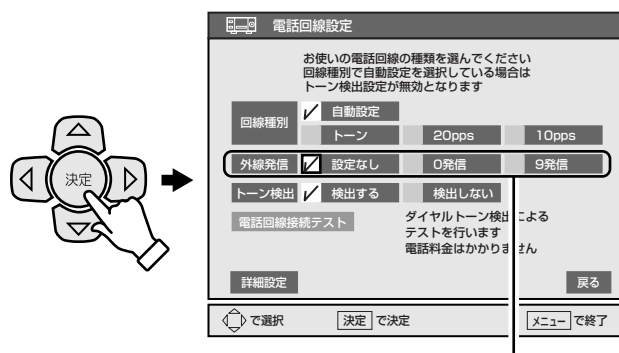 電話回線設定
お使いの電話回線の種類を選んでください
回線種別で自動設定を選択している場合は
トーン検出設定が無効となります
回線種別 自動設定
トーン 20pps 10pps
外線発信 設定なし 0発信 9発信
トーン検出 検出する 検出しない
電話回線接続テスト
ダイヤルトーン検出による
テストを行います
電話料金はかかりません
詳細設定 戻る
で選択 決定 で決定 メニュー で終了
決定